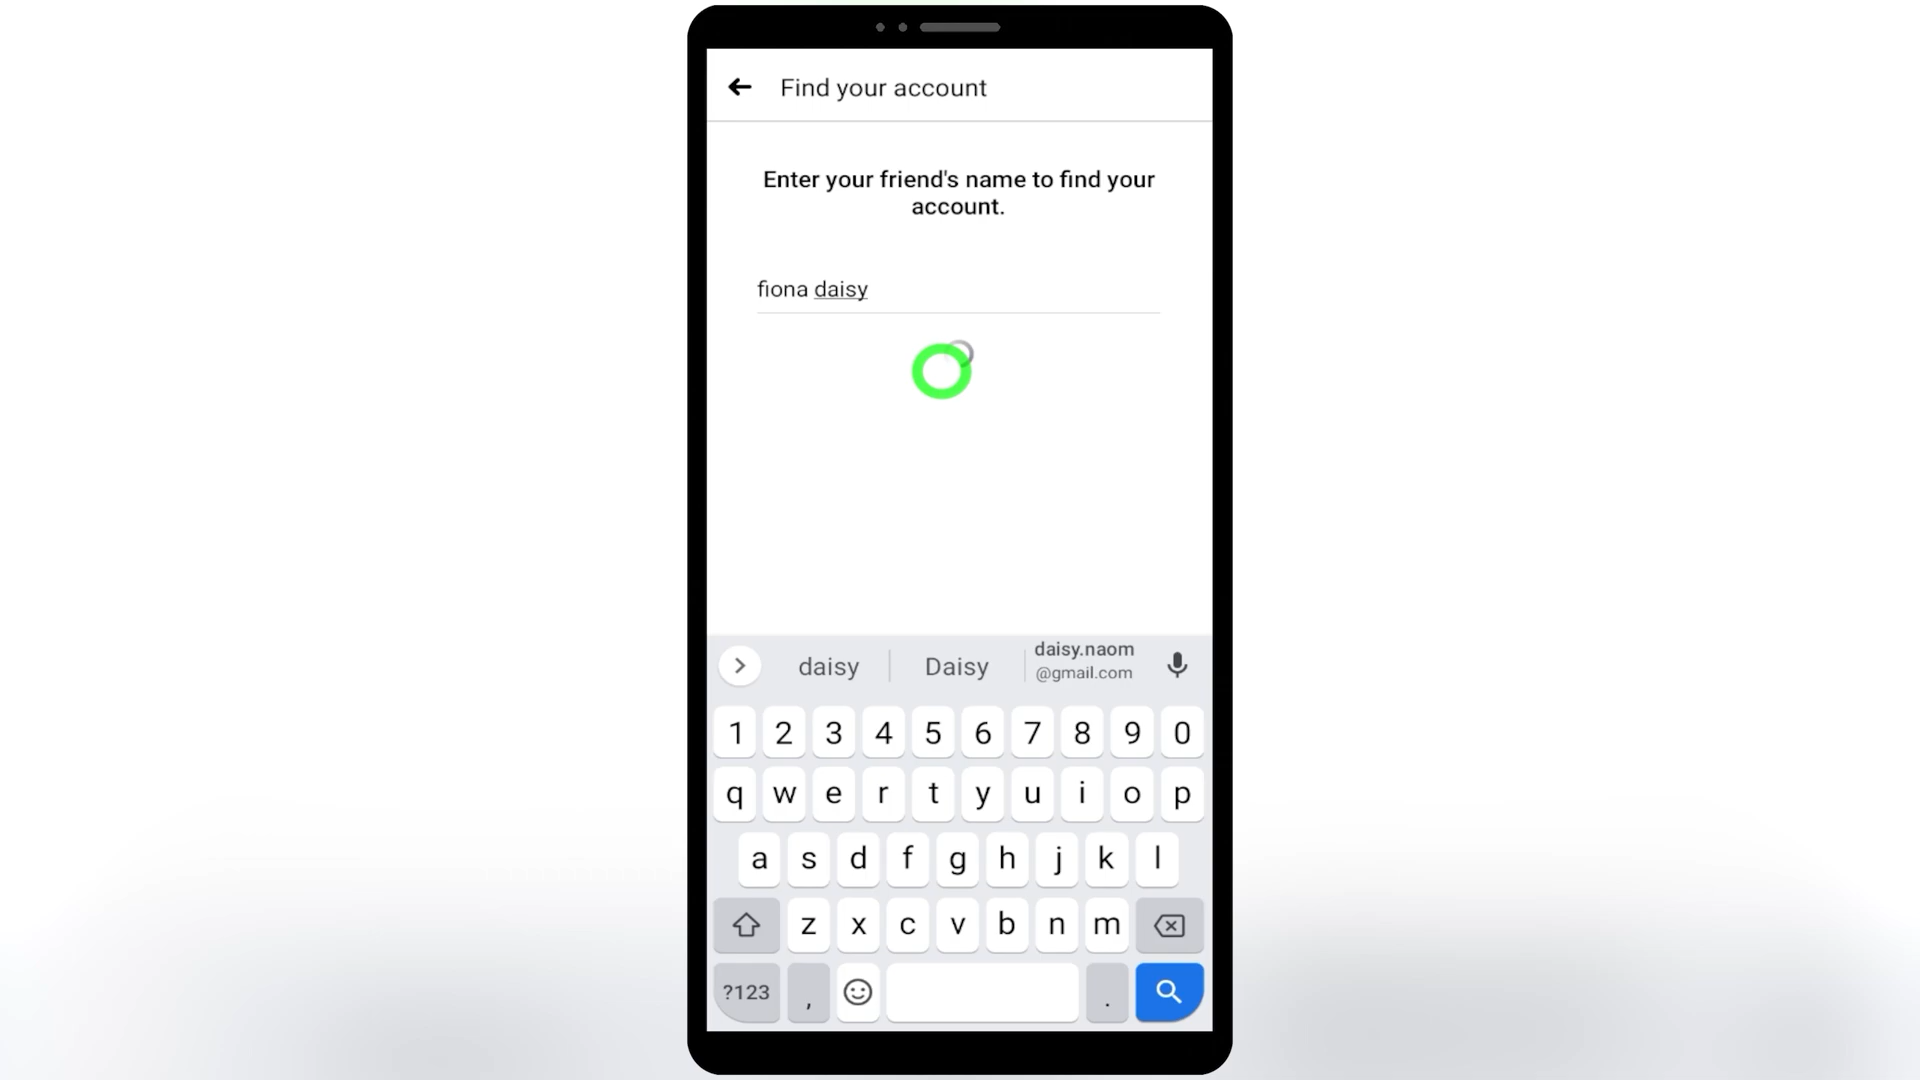 Find your account
Enter your friend's name to find your
account.
fiona daisy
daisy Daisy daisy.naom
@gmail.com
1 2 3 4 5 6 7 8 9 0
q w e r t y u i o p
a s d f g h j k l
z x c v b n m
?123 , .